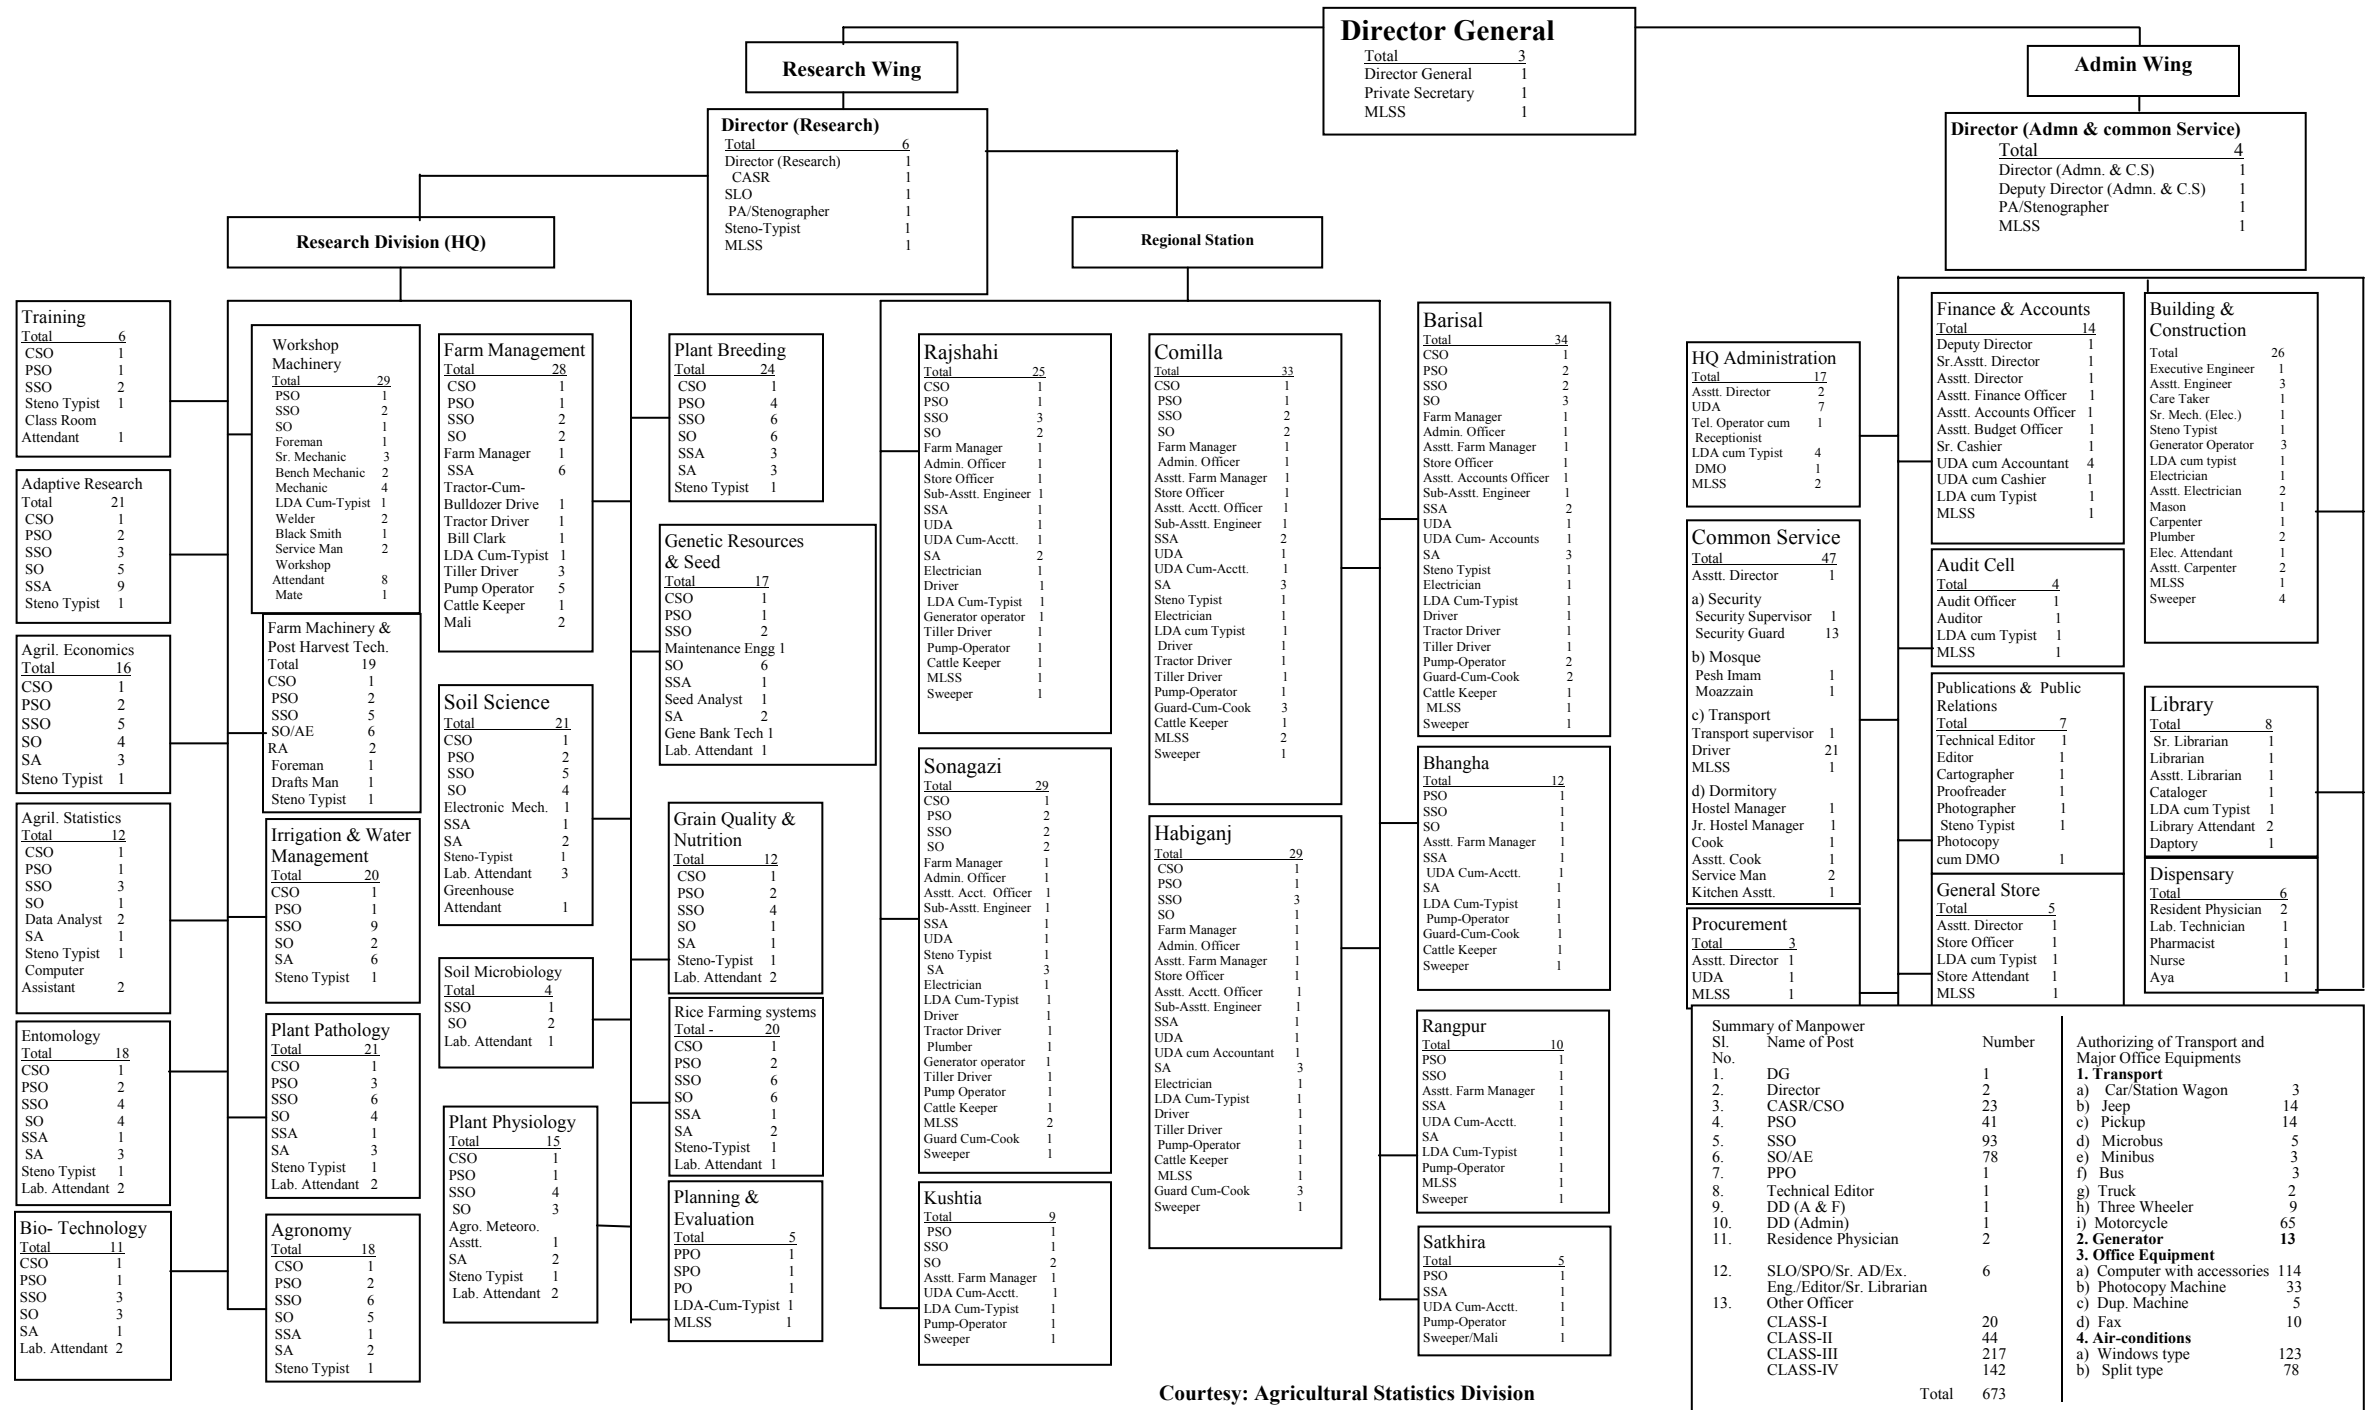 Director General
Total 3
Director General 1
Private Secretary 1
MLSS 1
Research Wing
Admin Wing
Director (Research)
Total 6
Director (Research) 1
CASR 1
SLO 1
PA/Stenographer 1
Steno-Typist 1
MLSS 1
Director (Admn & common Service)
Total 4
Director (Admn. & C.S) 1
Deputy Director (Admn. & C.S) 1
PA/Stenographer 1
MLSS 1
Research Division (HQ)
Regional Station
Training
Total 6
CSO 1
PSO 1
SSO 2
Steno Typist 1
Class Room
Attendant 1
Adaptive Research
Total 21
CSO 1
PSO 2
SSO 3
SO 5
SSA 9
Steno Typist 1
Agril. Economics
Total 16
CSO 1
PSO 2
SSO 5
SO 4
SA 3
Steno Typist 1
Agril. Statistics
Total 12
CSO 1
PSO 1
SSO 3
SO 1
Data Analyst 2
SA 1
Steno Typist 1
Computer
Assistant 2
Entomology
Total 18
CSO 1
PSO 2
SSO 4
SO 4
SSA 1
SA 3
Steno Typist 1
Lab. Attendant 2
Bio- Technology
Total 11
CSO 1
PSO 1
SSO 3
SO 3
SA 1
Lab. Attendant 2
Workshop
Machinery
Total 29
PSO 1
SSO 2
SO 1
Foreman 1
Sr. Mechanic 3
Bench Mechanic 2
Mechanic 4
LDA Cum-Typist 1
Welder 2
Black Smith 1
Service Man 2
Workshop
Attendant 8
Mate 1
Farm Machinery &
Post Harvest Tech.
Total 19
CSO 1
PSO 2
SSO 5
SO/AE 6
RA 2
Foreman 1
Drafts Man 1
Steno Typist 1
Irrigation & Water
Management
Total 20
CSO 1
PSO 1
SSO 9
SO 2
SA 6
Steno Typist 1
Plant Pathology
Total 21
CSO 1
PSO 3
SSO 6
SO 4
SSA 1
SA 3
Steno Typist 1
Lab. Attendant 2
Agronomy
Total 18
CSO 1
PSO 2
SSO 6
SO 5
SSA 1
SA 2
Steno Typist 1
Farm Management
Total 28
CSO 1
PSO 1
SSO 2
SO 2
Farm Manager 1
SSA 6
Tractor-Cum-
Bulldozer Drive 1
Tractor Driver 1
Bill Clark 1
LDA Cum-Typist 1
Tiller Driver 3
Pump Operator 5
Cattle Keeper 1
Mali 2
Soil Science
Total 21
CSO 1
PSO 2
SSO 5
SO 4
Electronic Mech. 1
SSA 1
SA 2
Steno-Typist 1
Lab. Attendant 3
Greenhouse
Attendant 1
Soil Microbiology
Total 4
SSO 1
SO 2
Lab. Attendant 1
Plant Physiology
Total 15
CSO 1
PSO 1
SSO 4
SO 3
Agro. Meteoro.
Asstt. 1
SA 2
Steno Typist 1
Lab. Attendant 2
Plant Breeding
Total 24
CSO 1
PSO 4
SSO 6
SO 6
SSA 3
SA 3
Steno Typist 1
Genetic Resources
& Seed
Total 17
CSO 1
PSO 1
SSO 2
Maintenance Engg 1
SO 6
SSA 1
Seed Analyst 1
SA 2
Gene Bank Tech 1
Lab. Attendant 1
Grain Quality &
Nutrition
Total 12
CSO 1
PSO 2
SSO 4
SO 1
SA 1
Steno-Typist 1
Lab. Attendant 2
Rice Farming systems
Total - 20
CSO 1
PSO 2
SSO 6
SO 6
SSA 1
SA 2
Steno-Typist 1
Lab. Attendant 1
Planning &
Evaluation
Total 5
PPO 1
SPO 1
PO 1
LDA-Cum-Typist 1
MLSS 1
Rajshahi
Total 25
CSO 1
PSO 1
SSO 3
SO 2
Farm Manager 1
Admin. Officer 1
Store Officer 1
Sub-Asstt. Engineer 1
SSA 1
UDA 1
UDA Cum-Acctt. 1
SA 2
Electrician 1
Driver 1
LDA Cum-Typist 1
Generator operator 1
Tiller Driver 1
Pump-Operator 1
Cattle Keeper 1
MLSS 1
Sweeper 1
Sonagazi
Total 29
CSO 1
PSO 2
SSO 2
SO 2
Farm Manager 1
Admin. Officer 1
Asstt. Acct. Officer 1
Sub-Asstt. Engineer 1
SSA 1
UDA 1
Steno Typist 1
SA 3
Electrician 1
LDA Cum-Typist 1
Driver 1
Tractor Driver 1
Plumber 1
Generator operator 1
Tiller Driver 1
Pump Operator 1
Cattle Keeper 1
MLSS 2
Guard Cum-Cook 1
Sweeper 1
Kushtia
Total 9
PSO 1
SSO 1
SO 2
Asstt. Farm Manager 1
UDA Cum-Acctt. 1
LDA Cum-Typist 1
Pump-Operator 1
Sweeper 1
Comilla
Total 33
CSO 1
PSO 1
SSO 2
SO 2
Farm Manager 1
Admin. Officer 1
Asstt. Farm Manager 1
Store Officer 1
Asstt. Acctt. Officer 1
Sub-Asstt. Engineer 1
SSA 2
UDA 1
UDA Cum-Acctt. 1
SA 3
Steno Typist 1
Electrician 1
LDA cum Typist 1
Driver 1
Tractor Driver 1
Tiller Driver 1
Pump-Operator 1
Guard-Cum-Cook 3
Cattle Keeper 1
MLSS 2
Sweeper 1
Habiganj
Total 29
CSO 1
PSO 1
SSO 3
SO 1
Farm Manager 1
Admin. Officer 1
Asstt. Farm Manager 1
Store Officer 1
Asstt. Acctt. Officer 1
Sub-Asstt. Engineer 1
SSA 1
UDA 1
UDA cum Accountant 1
SA 3
Electrician 1
LDA Cum-Typist 1
Driver 1
Tiller Driver 1
Pump-Operator 1
Cattle Keeper 1
MLSS 1
Guard Cum-Cook 3
Sweeper 1
Barisal
Total 34
CSO 1
PSO 2
SSO 2
SO 3
Farm Manager 1
Admin. Officer 1
Asstt. Farm Manager 1
Store Officer 1
Asstt. Accounts Officer 1
Sub-Asstt. Engineer 1
SSA 2
UDA 1
UDA Cum- Accounts 1
SA 3
Steno Typist 1
Electrician 1
LDA Cum-Typist 1
Driver 1
Tractor Driver 1
Tiller Driver 1
Pump-Operator 2
Guard-Cum-Cook 2
Cattle Keeper 1
MLSS 1
Sweeper 1
Bhangha
Total 12
PSO 1
SSO 1
SO 1
Asstt. Farm Manager 1
SSA 1
UDA Cum-Acctt. 1
SA 1
LDA Cum-Typist 1
Pump-Operator 1
Guard-Cum-Cook 1
Cattle Keeper 1
Sweeper 1
Rangpur
Total 10
PSO 1
SSO 1
Asstt. Farm Manager 1
SSA 1
UDA Cum-Acctt. 1
SA 1
LDA Cum-Typist 1
Pump-Operator 1
MLSS 1
Sweeper 1
Satkhira
Total 5
PSO 1
SSA 1
UDA Cum-Acctt. 1
Pump-Operator 1
Sweeper/Mali 1
HQ Administration
Total 17
Asstt. Director 2
UDA 7
Tel. Operator cum 1
Receptionist
LDA cum Typist 4
DMO 1
MLSS 2
Common Service
Total 47
Asstt. Director 1
a) Security
Security Supervisor 1
Security Guard 13
b) Mosque
Pesh Imam 1
Moazzain 1
c) Transport
Transport supervisor 1
Driver 21
MLSS 1
d) Dormitory
Hostel Manager 1
Jr. Hostel Manager 1
Cook 1
Asstt. Cook 1
Service Man 2
Kitchen Asstt. 1
Procurement
Total 3
Asstt. Director 1
UDA 1
MLSS 1
Finance & Accounts
Total 14
Deputy Director 1
Sr.Asstt. Director 1
Asstt. Director 1
Asstt. Finance Officer 1
Asstt. Accounts Officer 1
Asstt. Budget Officer 1
Sr. Cashier 1
UDA cum Accountant 4
UDA cum Cashier 1
LDA cum Typist 1
MLSS 1
Audit Cell
Total 4
Audit Officer 1
Auditor 1
LDA cum Typist 1
MLSS 1
Publications & Public
Relations
Total 7
Technical Editor 1
Editor 1
Cartographer 1
Proofreader 1
Photographer 1
Steno Typist 1
Photocopy
cum DMO 1
General Store
Total 5
Asstt. Director 1
Store Officer 1
LDA cum Typist 1
Store Attendant 1
MLSS 1
Building &
Construction
Total 26
Executive Engineer 1
Asstt. Engineer 3
Care Taker 1
Sr. Mech. (Elec.) 1
Steno Typist 1
Generator Operator 3
LDA cum typist 1
Electrician 1
Asstt. Electrician 2
Mason 1
Carpenter 1
Plumber 2
Elec. Attendant 1
Asstt. Carpenter 2
MLSS 1
Sweeper 4
Library
Total 8
Sr. Librarian 1
Librarian 1
Asstt. Librarian 1
Cataloger 1
LDA cum Typist 1
Library Attendant 2
Daptory 1
Dispensary
Total 6
Resident Physician 2
Lab. Technician 1
Pharmacist 1
Nurse 1
Aya 1
Summary of Manpower
Sl. Name of Post Number
No.
1. DG 1
2. Director 2
3. CASR/CSO 23
4. PSO 41
5. SSO 93
6. SO/AE 78
7. PPO 1
8. Technical Editor 1
9. DD (A & F) 1
10. DD (Admin) 1
11. Residence Physician 2
12. SLO/SPO/Sr. AD/Ex. 6
Eng./Editor/Sr. Librarian
13. Other Officer
CLASS-I 20
CLASS-II 44
CLASS-III 217
CLASS-IV 142
Total 673
Authorizing of Transport and
Major Office Equipments
1. Transport
a) Car/Station Wagon 3
b) Jeep 14
c) Pickup 14
d) Microbus 5
e) Minibus 3
f) Bus 3
g) Truck 2
h) Three Wheeler 9
i) Motorcycle 65
2. Generator 13
3. Office Equipment
a) Computer with accessories 114
b) Photocopy Machine 33
c) Dup. Machine 5
d) Fax 10
4. Air-conditions
a) Windows type 123
b) Split type 78
Courtesy: Agricultural Statistics Division